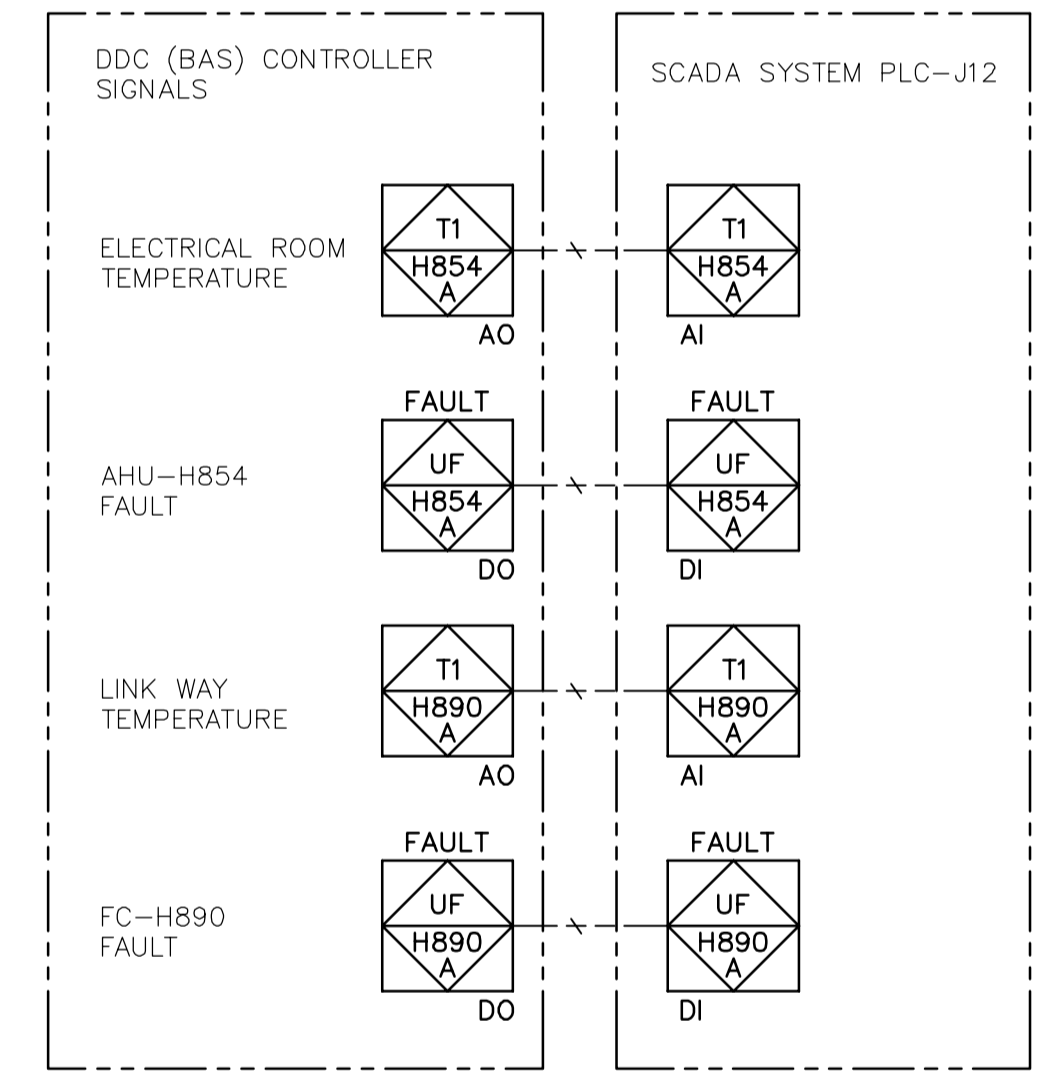 DDC (BAS) CONTROLLER
SIGNALS
SCADA SYSTEM PLC-J12
ELECTRICAL ROOM
TEMPERATURE
T1
H854
A
AO
T1
H854
A
AI
AHU-H854
FAULT
FAULT
UF
H854
A
DO
FAULT
UF
H854
A
DI
LINK WAY
TEMPERATURE
T1
H890
A
AO
T1
H890
A
AI
FC-H890
FAULT
FAULT
UF
H890
A
DO
FAULT
UF
H890
A
DI